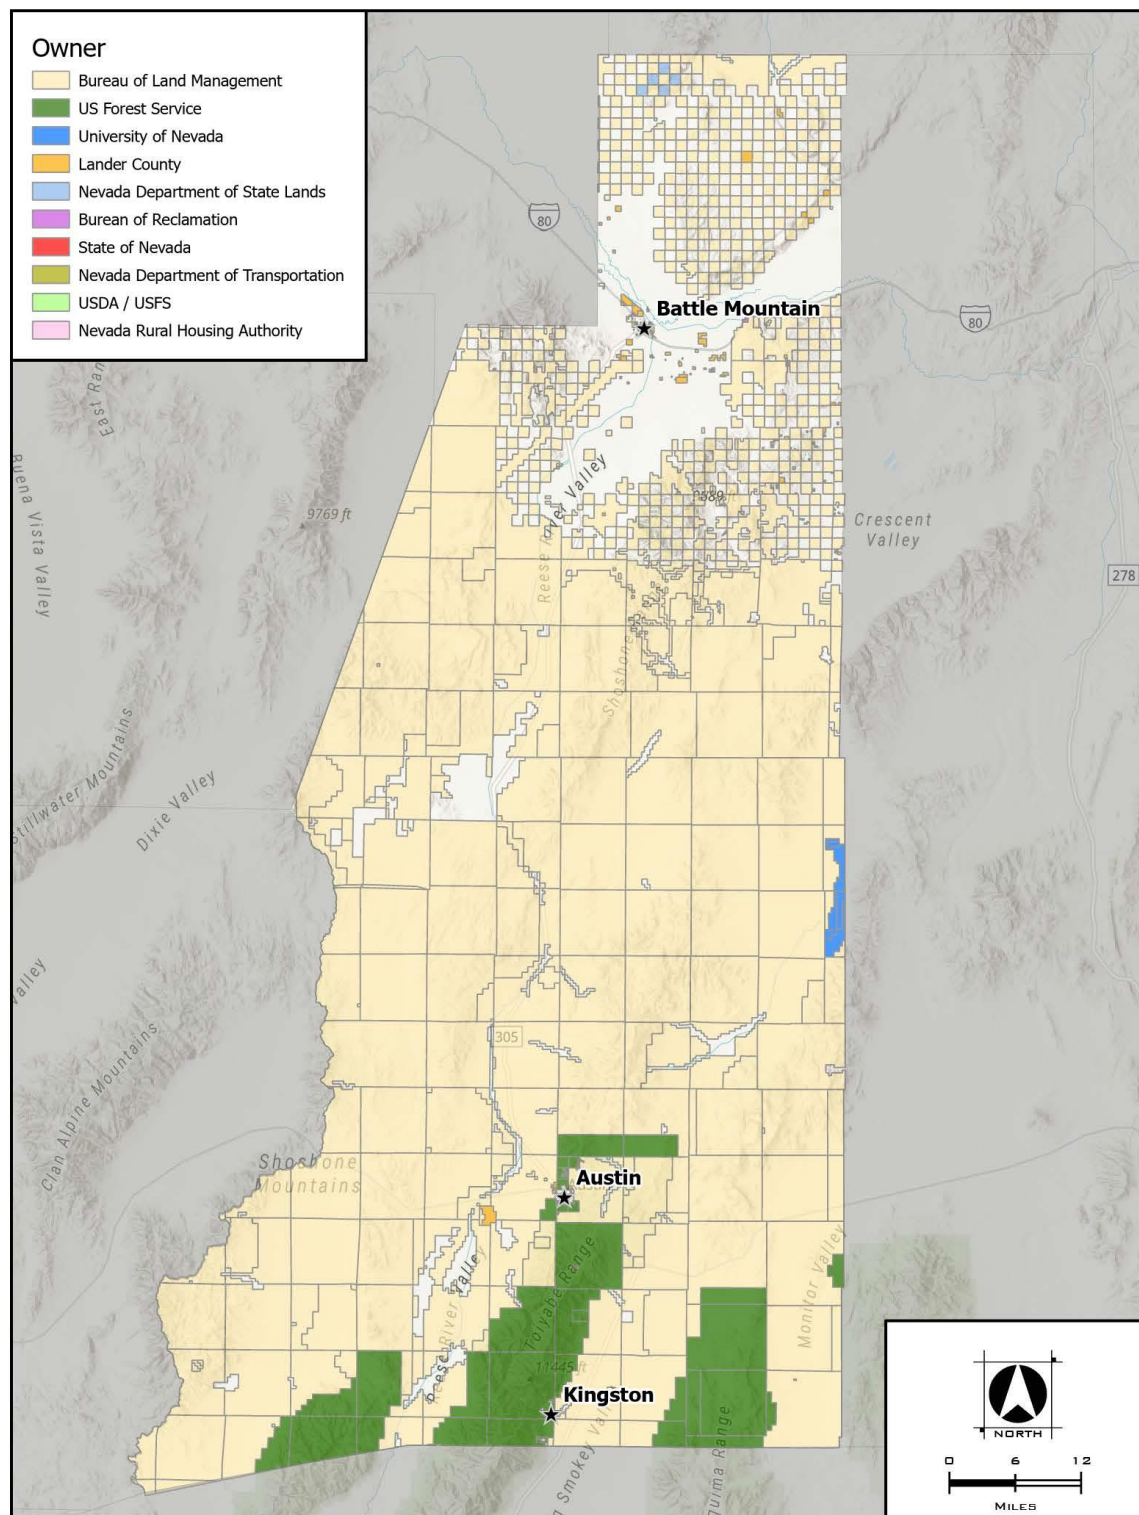 Owner
Bureau of Land Management
US Forest Service
University of Nevada
Lander County
Nevada Department of State Lands
Burean of Reclamation
State of Nevada
Nevada Department of Transportation
USDA / USFS
Nevada Rural Housing Authority
80
Battle Mountain
80
East Ran
Buena Vista Valley
9769 ft
Reese River Valley
Crescent
Valley
278
Shoshone
Stillwater Mountains
Dixie Valley
Valley
305
Clan Alpine Mountains
Shoshone
Mountains
Austin
Reese River Valley
Toiyabe Range
Monitor Valley
11445 ft
Kingston
Smokey Valley
quima Range
NORTH
0 6 12
MILES